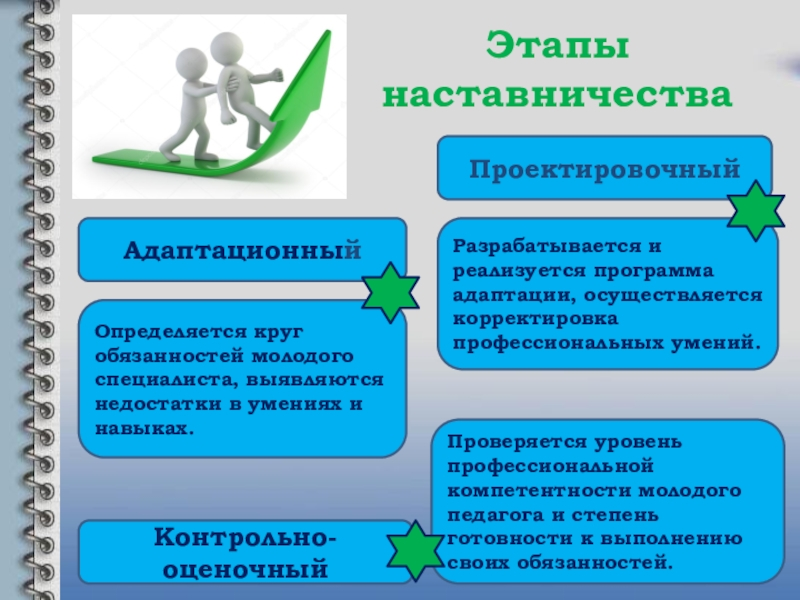 Этапы
наставничества
Проектировочный
Разрабатывается и
реализуется программа
адаптации, осуществляется
корректировка
профессиональных умений.
Адаптационный
Определяется круг
обязанностей молодого
специалиста, выявляются
недостатки в умениях и
навыках.
Контрольно-
оценочный
Проверяется уровень
профессиональной
компетентности молодого
педагога и степень
готовности к выполнению
своих обязанностей.